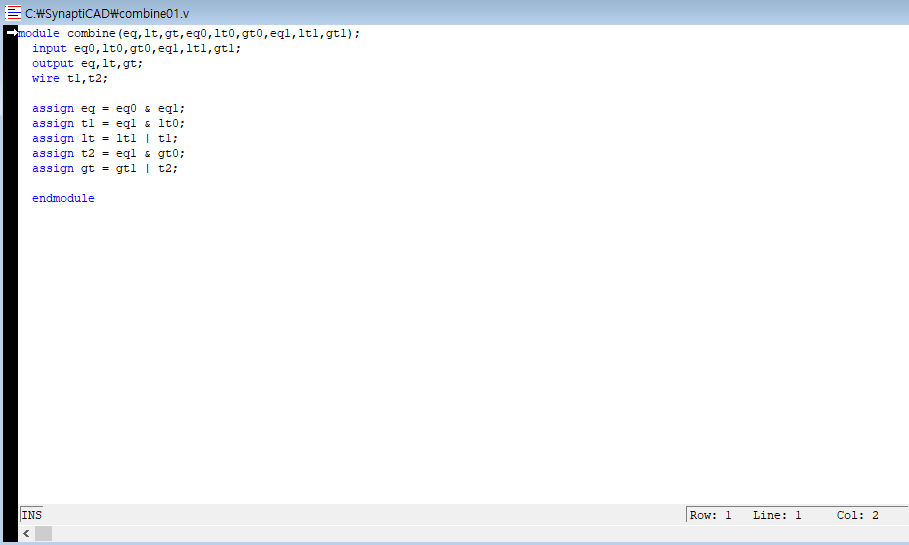 C:₩SynaptiCAD₩combine01.v
module combine(eq,lt,gt,eq0,lt0,gt0,eq1,lt1,gt1);
input eq0,lt0,gt0,eq1,lt1,gt1;
output eq,lt,gt;
wire t1,t2;
assign eq = eq0 & eq1;
assign t1 = eq1 & lt0;
assign lt = lt1 | t1;
assign t2 = eq1 & gt0;
assign gt = gt1 | t2;
endmodule
INS Row: 1 Line: 1 Col: 2